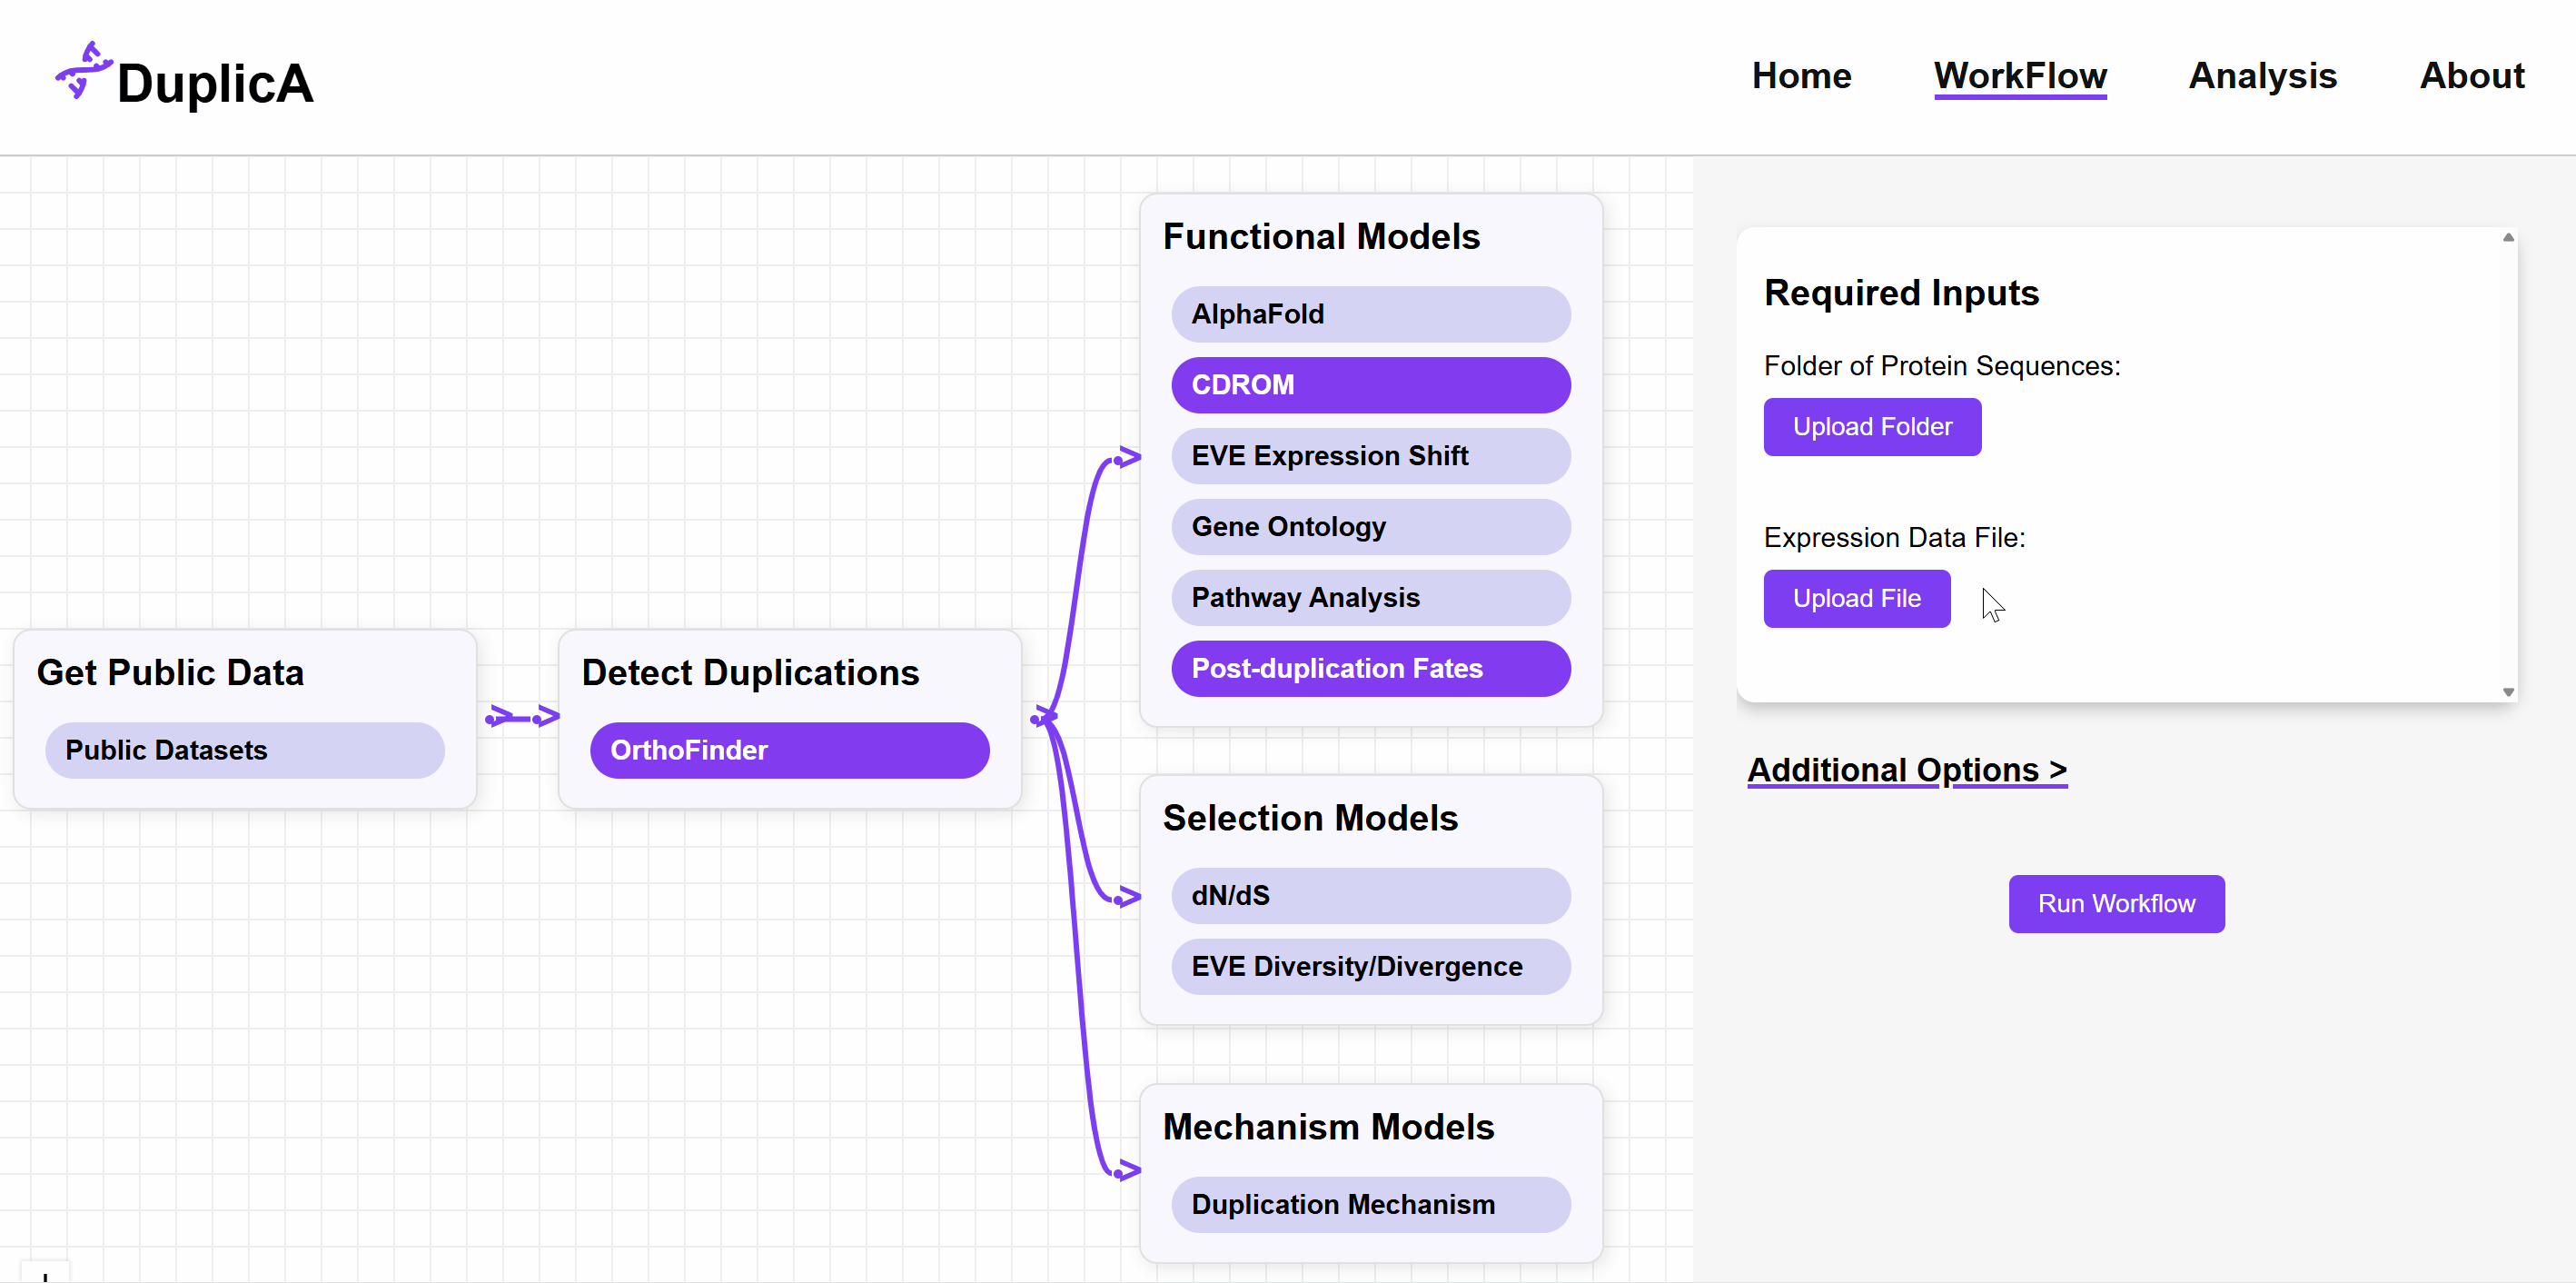 DuplicA
Home
WorkFlow
Analysis
About
Get Public Data
Public Datasets
Detect Duplications
OrthoFinder
Functional Models
AlphaFold
CDROM
EVE Expression Shift
Gene Ontology
Pathway Analysis
Post-duplication Fates
Selection Models
dN/dS
EVE Diversity/Divergence
Mechanism Models
Duplication Mechanism
Required Inputs
Folder of Protein Sequences:
Upload Folder
Expression Data File:
Upload File
Additional Options >
Run Workflow